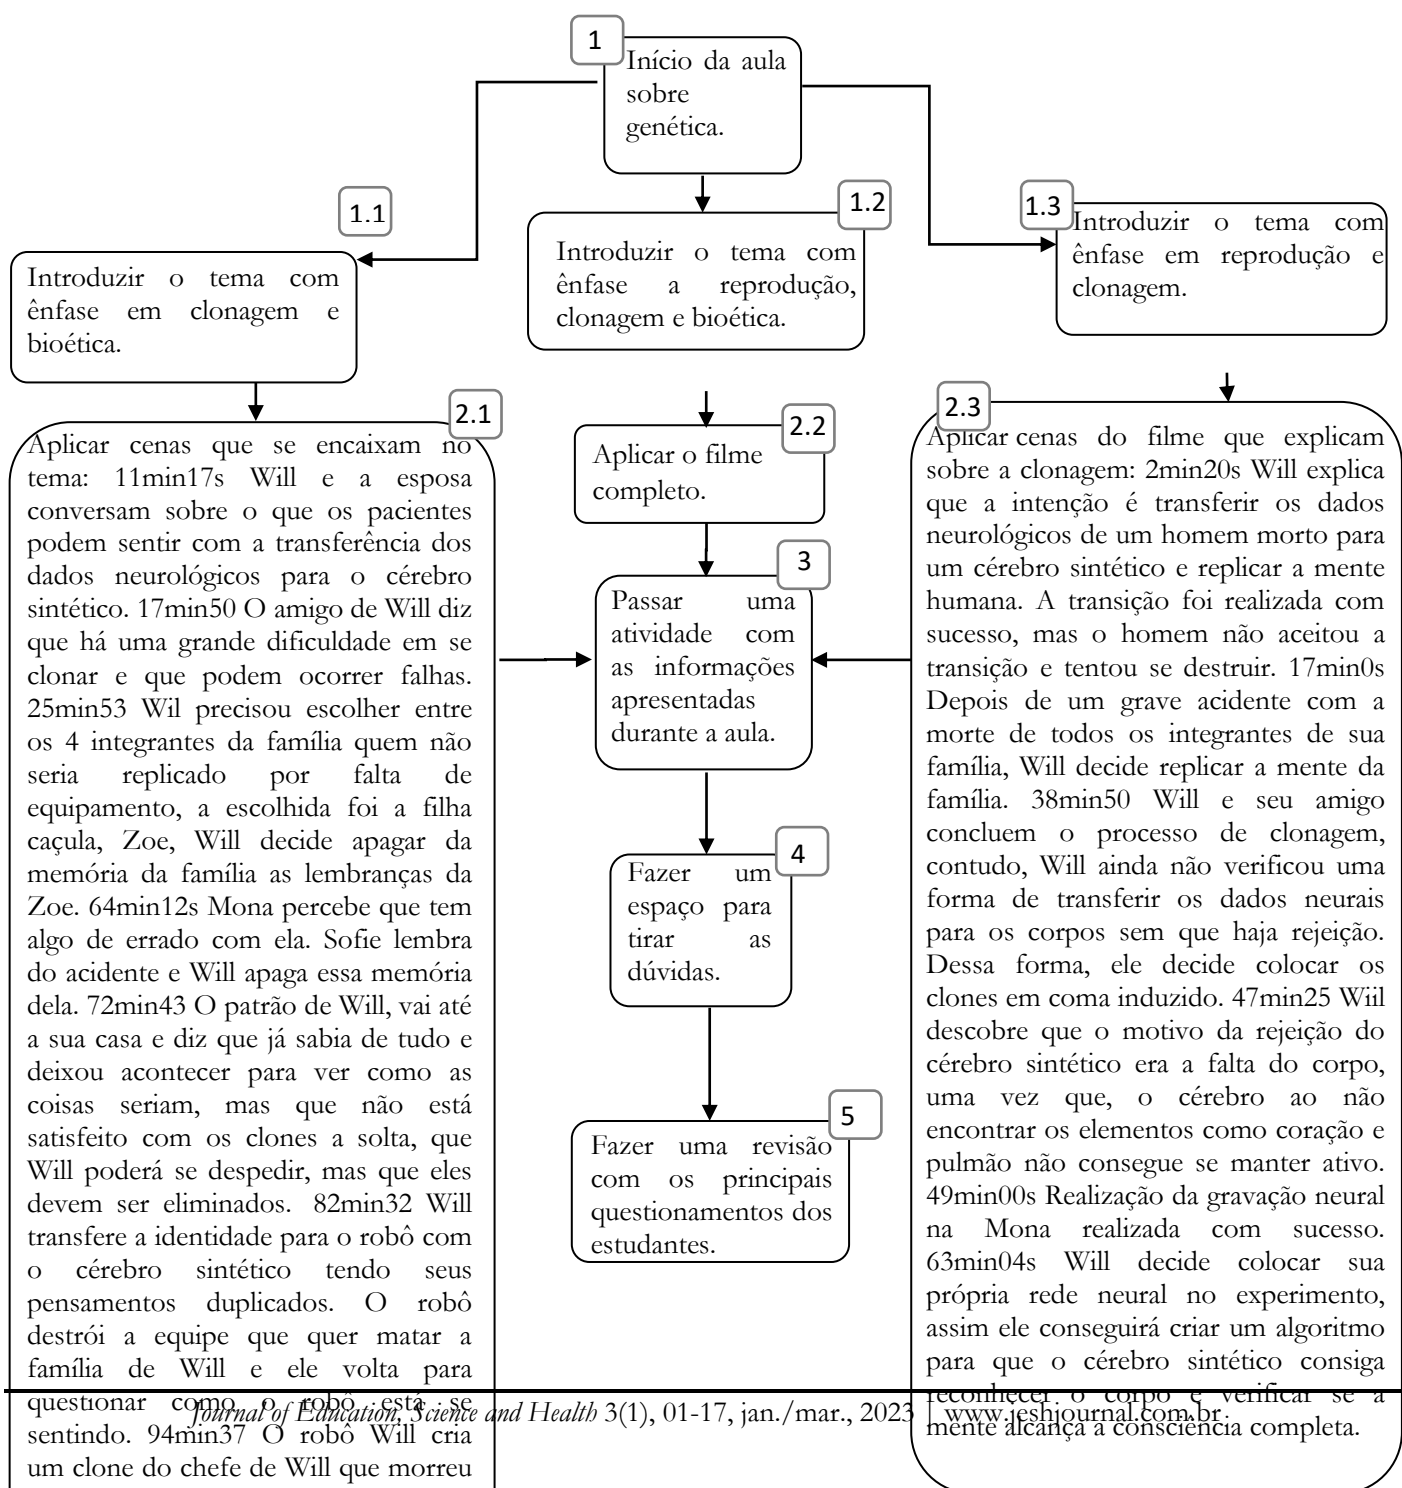 1
Início da aula
sobre
genética.
1.1
Introduzir o tema com
ênfase em clonagem e
bioética.
1.2
Introduzir o tema com
ênfase a reprodução,
clonagem e bioética.
1.3
Introduzir o tema com
ênfase em reprodução e
clonagem.
2.1
Aplicar cenas que se encaixam no
tema: 11min17s Will e a esposa
conversam sobre o que os pacientes
podem sentir com a transferência dos
dados neurológicos para o cérebro
sintético. 17min50 O amigo de Will diz
que há uma grande dificuldade em se
clonar e que podem ocorrer falhas.
25min53 Wil precisou escolher entre
os 4 integrantes da família quem não
seria replicado por falta de
equipamento, a escolhida foi a filha
caçula, Zoe, Will decide apagar da
memória da família as lembranças da
Zoe. 64min12s Mona percebe que tem
algo de errado com ela. Sofie lembra
do acidente e Will apaga essa memória
dela. 72min43 O patrão de Will, vai até
a sua casa e diz que já sabia de tudo e
deixou acontecer para ver como as
coisas seriam, mas que não está
satisfeito com os clones a solta, que
Will poderá se despedir, mas que eles
devem ser eliminados. 82min32 Will
transfere a identidade para o robô com
o cérebro sintético tendo seus
pensamentos duplicados. O robô
destrói a equipe que quer matar a
família de Will e ele volta para
questionar como o robô está se
sentindo. 94min37 O robô Will cria
um clone do chefe de Will que morreu
2.2
Aplicar o filme
completo.
3
Passar uma
atividade com
as informações
apresentadas
durante a aula.
4
Fazer um
espaço para
tirar as
dúvidas.
5
Fazer uma revisão
com os principais
questionamentos dos
estudantes.
2.3
Aplicar cenas do filme que explicam
sobre a clonagem: 2min20s Will explica
que a intenção é transferir os dados
neurológicos de um homem morto para
um cérebro sintético e replicar a mente
humana. A transição foi realizada com
sucesso, mas o homem não aceitou a
transição e tentou se destruir. 17min0s
Depois de um grave acidente com a
morte de todos os integrantes de sua
família, Will decide replicar a mente da
família. 38min50 Will e seu amigo
concluem o processo de clonagem,
contudo, Will ainda não verificou uma
forma de transferir os dados neurais
para os corpos sem que haja rejeição.
Dessa forma, ele decide colocar os
clones em coma induzido. 47min25 Wiil
descobre que o motivo da rejeição do
cérebro sintético era a falta do corpo,
uma vez que, o cérebro ao não
encontrar os elementos como coração e
pulmão não consegue se manter ativo.
49min00s Realização da gravação neural
na Mona realizada com sucesso.
63min04s Will decide colocar sua
própria rede neural no experimento,
assim ele conseguirá criar um algoritmo
para que o cérebro sintético consiga
reconhecer o corpo e verificar se a
mente alcança a consciência completa.
Journal of Education, Science and Health 3(1), 01-17, jan./mar., 2023 www.jeshjournal.com.br